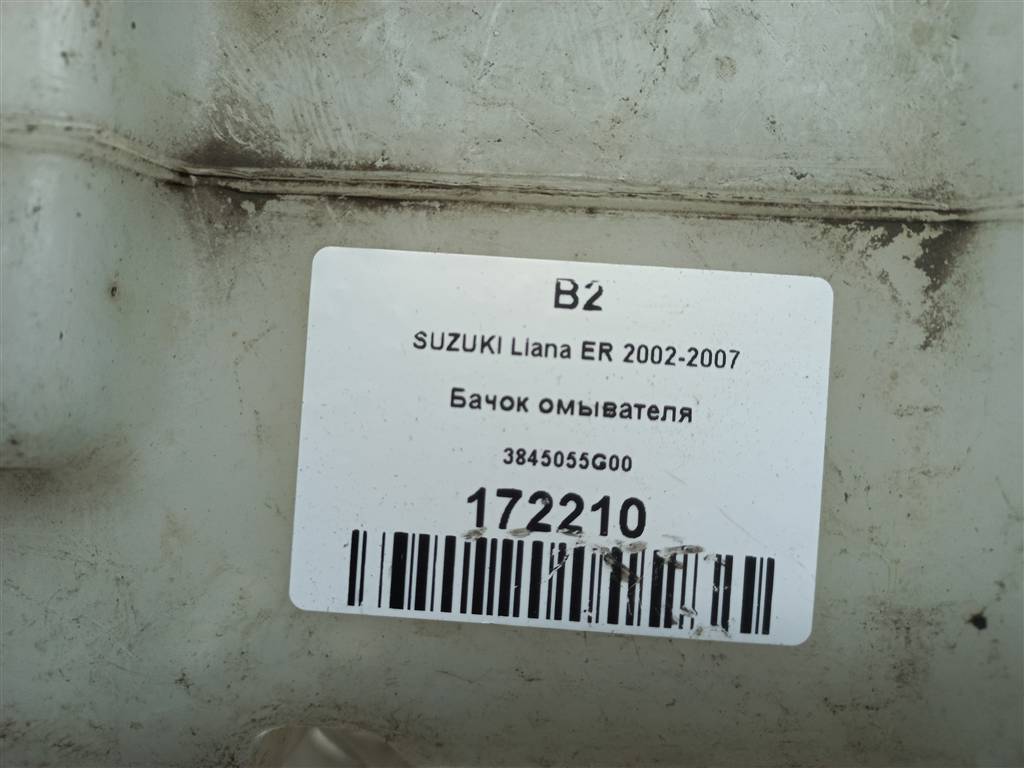 B2
SUZUKI Liana ER 2002-2007
Бачок омывателя
3845055G00
172210